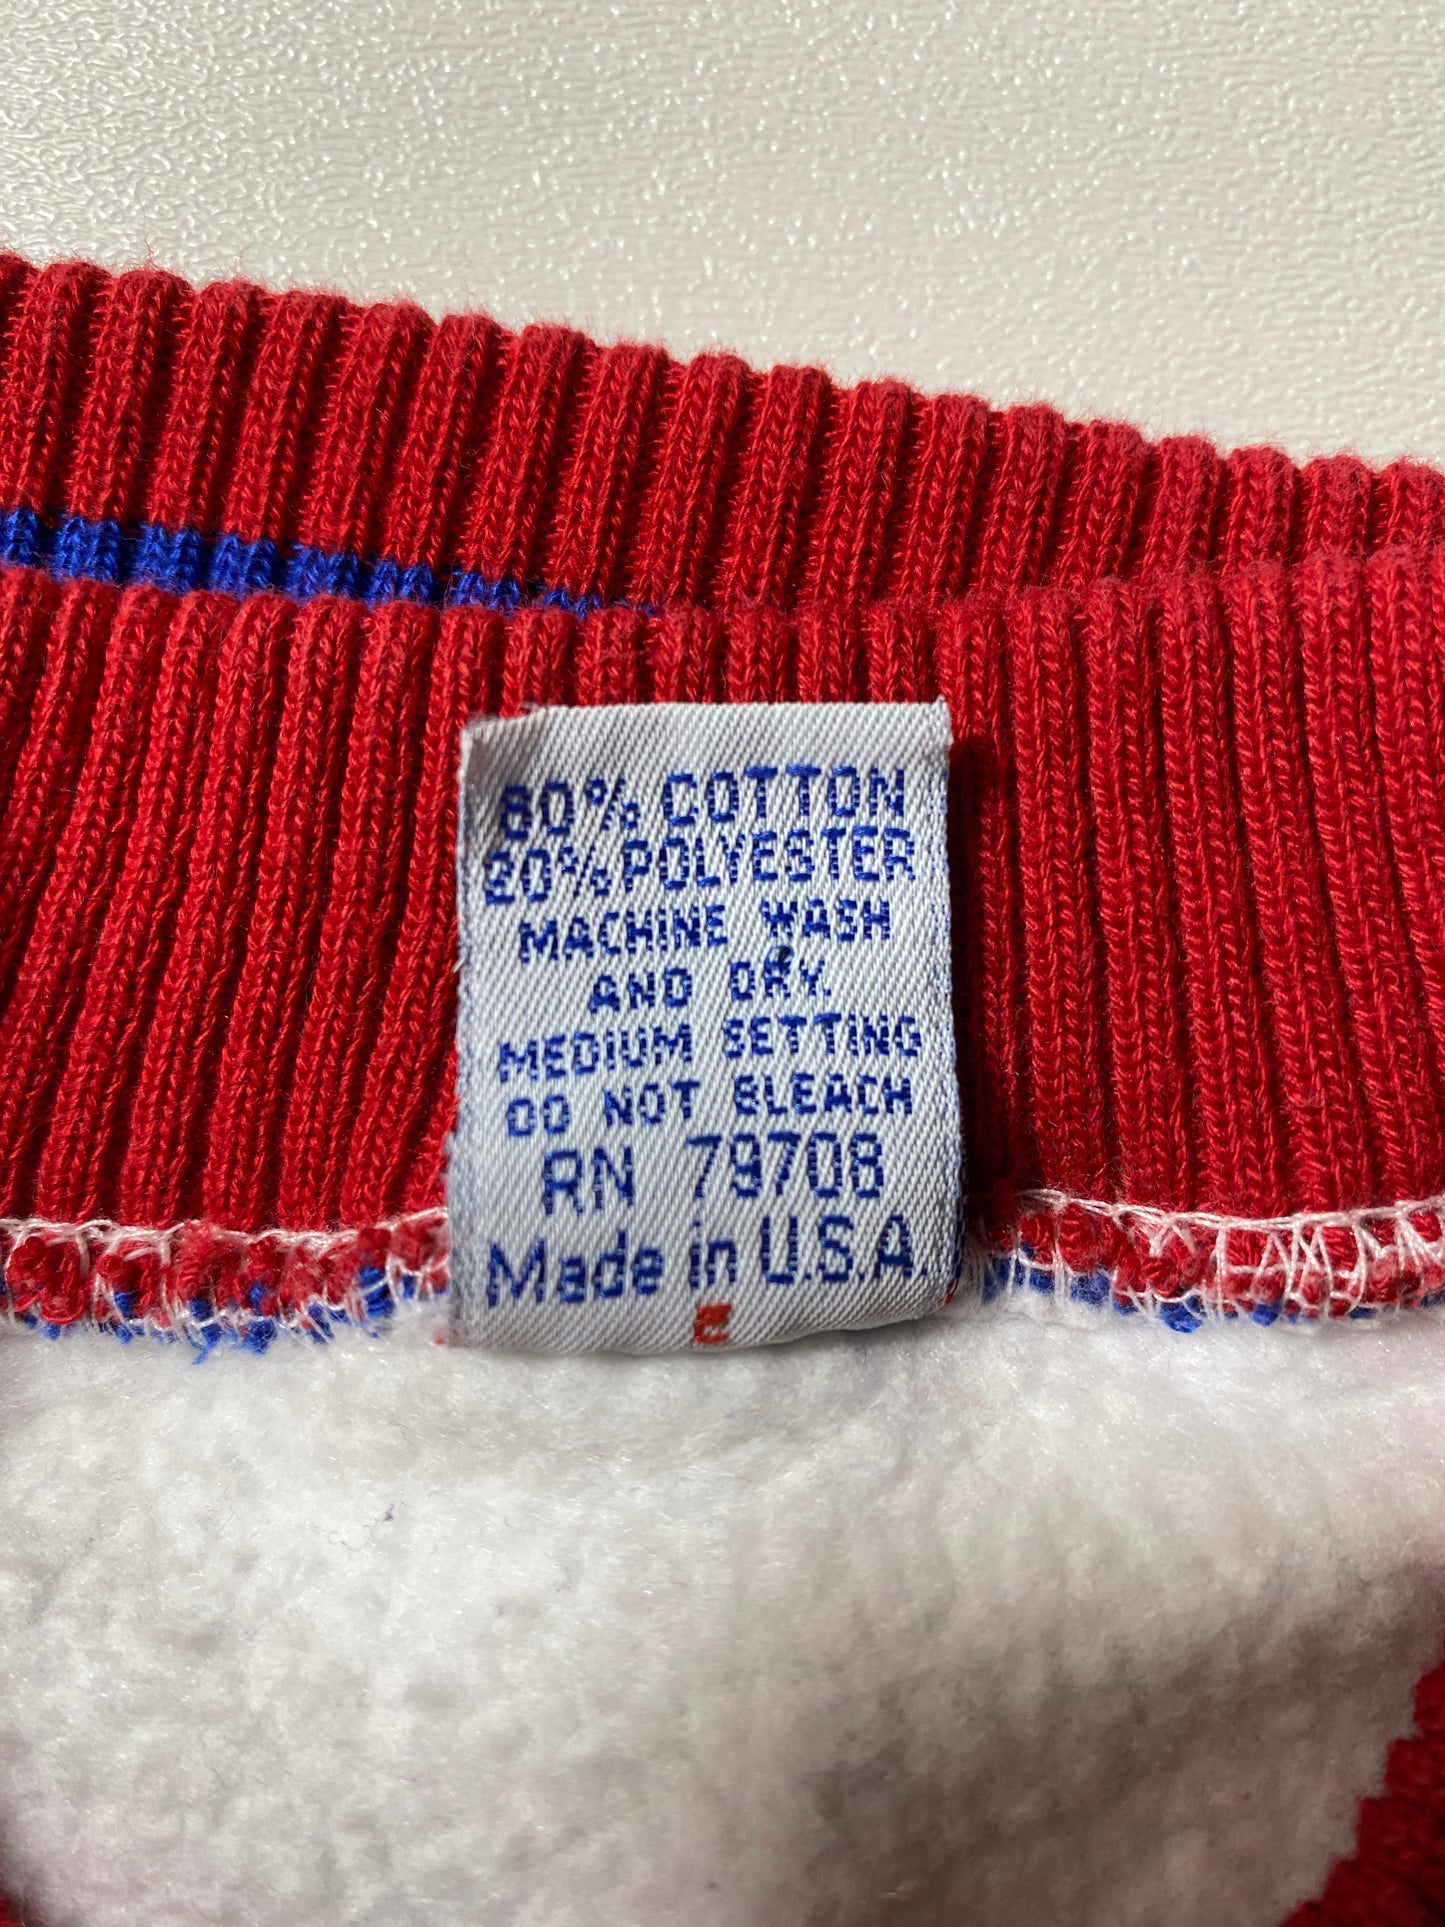 80% COTTON
20% POLYESTER
MACHINE WASH
AND DRY.
MEDIUM SETTING
DO NOT BLEACH
RN 79708
Made in U.S.A.